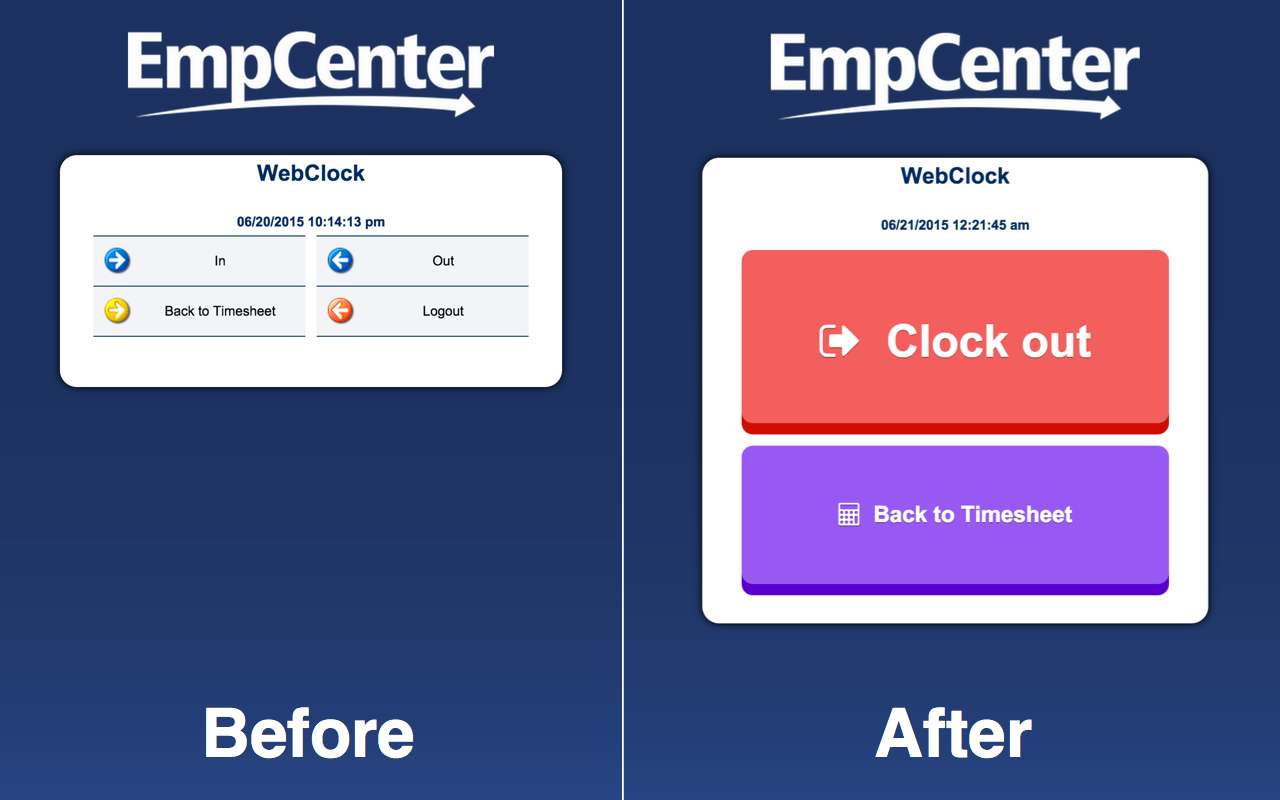 EmpCenter
WebClock
06/20/2015 10:14:13 pm
In
Out
Back to Timesheet
Logout
Before
EmpCenter
WebClock
06/21/2015 12:21:45 am
Clock out
Back to Timesheet
After